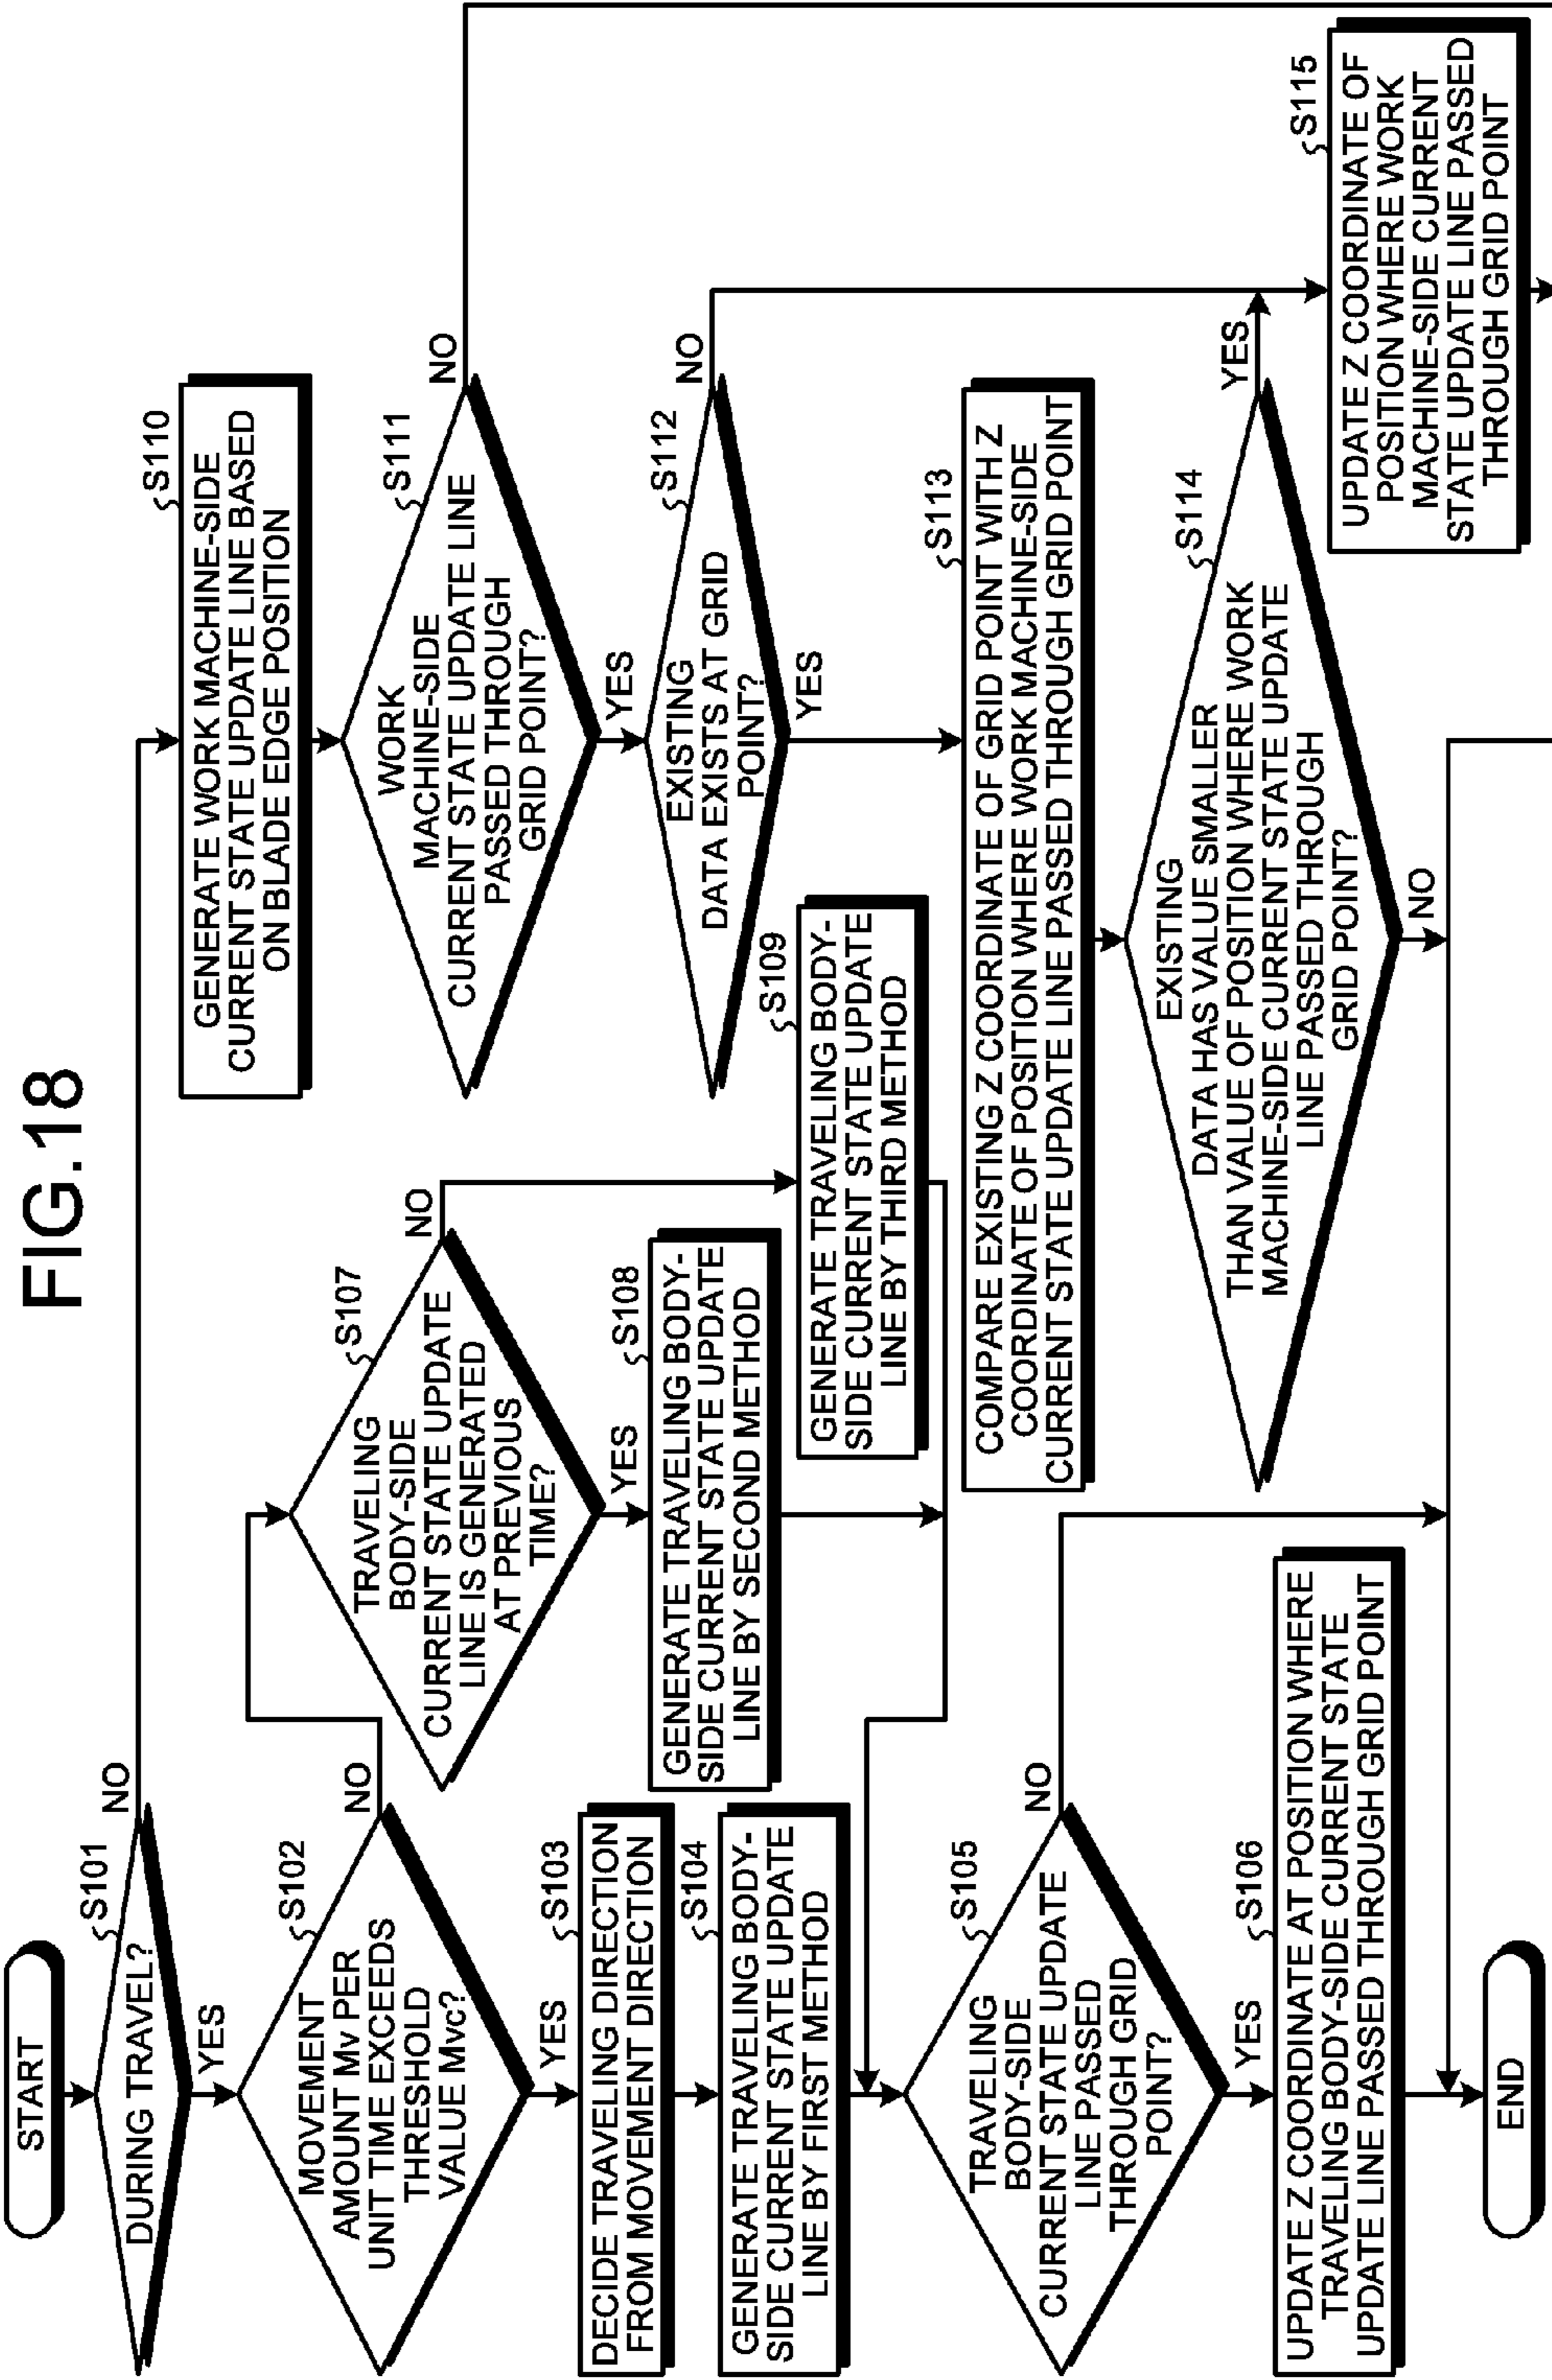 FIG.18
START
S101
DURING TRAVEL?
NO
YES
S102
MOVEMENT
AMOUNT Mv PER
UNIT TIME EXCEEDS
THRESHOLD
VALUE Mvc?
NO
YES
S103
DECIDE TRAVELING DIRECTION
FROM MOVEMENT DIRECTION
S104
GENERATE TRAVELING BODY-
SIDE CURRENT STATE UPDATE
LINE BY FIRST METHOD
S105
TRAVELING
BODY-SIDE
CURRENT STATE UPDATE
LINE PASSED
THROUGH GRID
POINT?
NO
YES
S106
UPDATE Z COORDINATE AT POSITION WHERE
TRAVELING BODY-SIDE CURRENT STATE
UPDATE LINE PASSED THROUGH GRID POINT
END
S107
TRAVELING
BODY-SIDE
CURRENT STATE UPDATE
LINE IS GENERATED
AT PREVIOUS
TIME?
NO
YES
S108
GENERATE TRAVELING BODY-
SIDE CURRENT STATE UPDATE
LINE BY SECOND METHOD
S109
GENERATE TRAVELING BODY-
SIDE CURRENT STATE UPDATE
LINE BY THIRD METHOD
S110
GENERATE WORK MACHINE-SIDE
CURRENT STATE UPDATE LINE BASED
ON BLADE EDGE POSITION
S111
WORK
MACHINE-SIDE
CURRENT STATE UPDATE LINE
PASSED THROUGH
GRID POINT?
NO
YES
S112
EXISTING
DATA EXISTS AT GRID
POINT?
NO
YES
S113
COMPARE EXISTING Z COORDINATE OF GRID POINT WITH Z
COORDINATE OF POSITION WHERE WORK MACHINE-SIDE
CURRENT STATE UPDATE LINE PASSED THROUGH GRID POINT
S114
EXISTING
DATA HAS VALUE SMALLER
THAN VALUE OF POSITION WHERE WORK
MACHINE-SIDE CURRENT STATE UPDATE
LINE PASSED THROUGH
GRID POINT?
YES
NO
S115
UPDATE Z COORDINATE OF
POSITION WHERE WORK
MACHINE-SIDE CURRENT
STATE UPDATE LINE PASSED
THROUGH GRID POINT